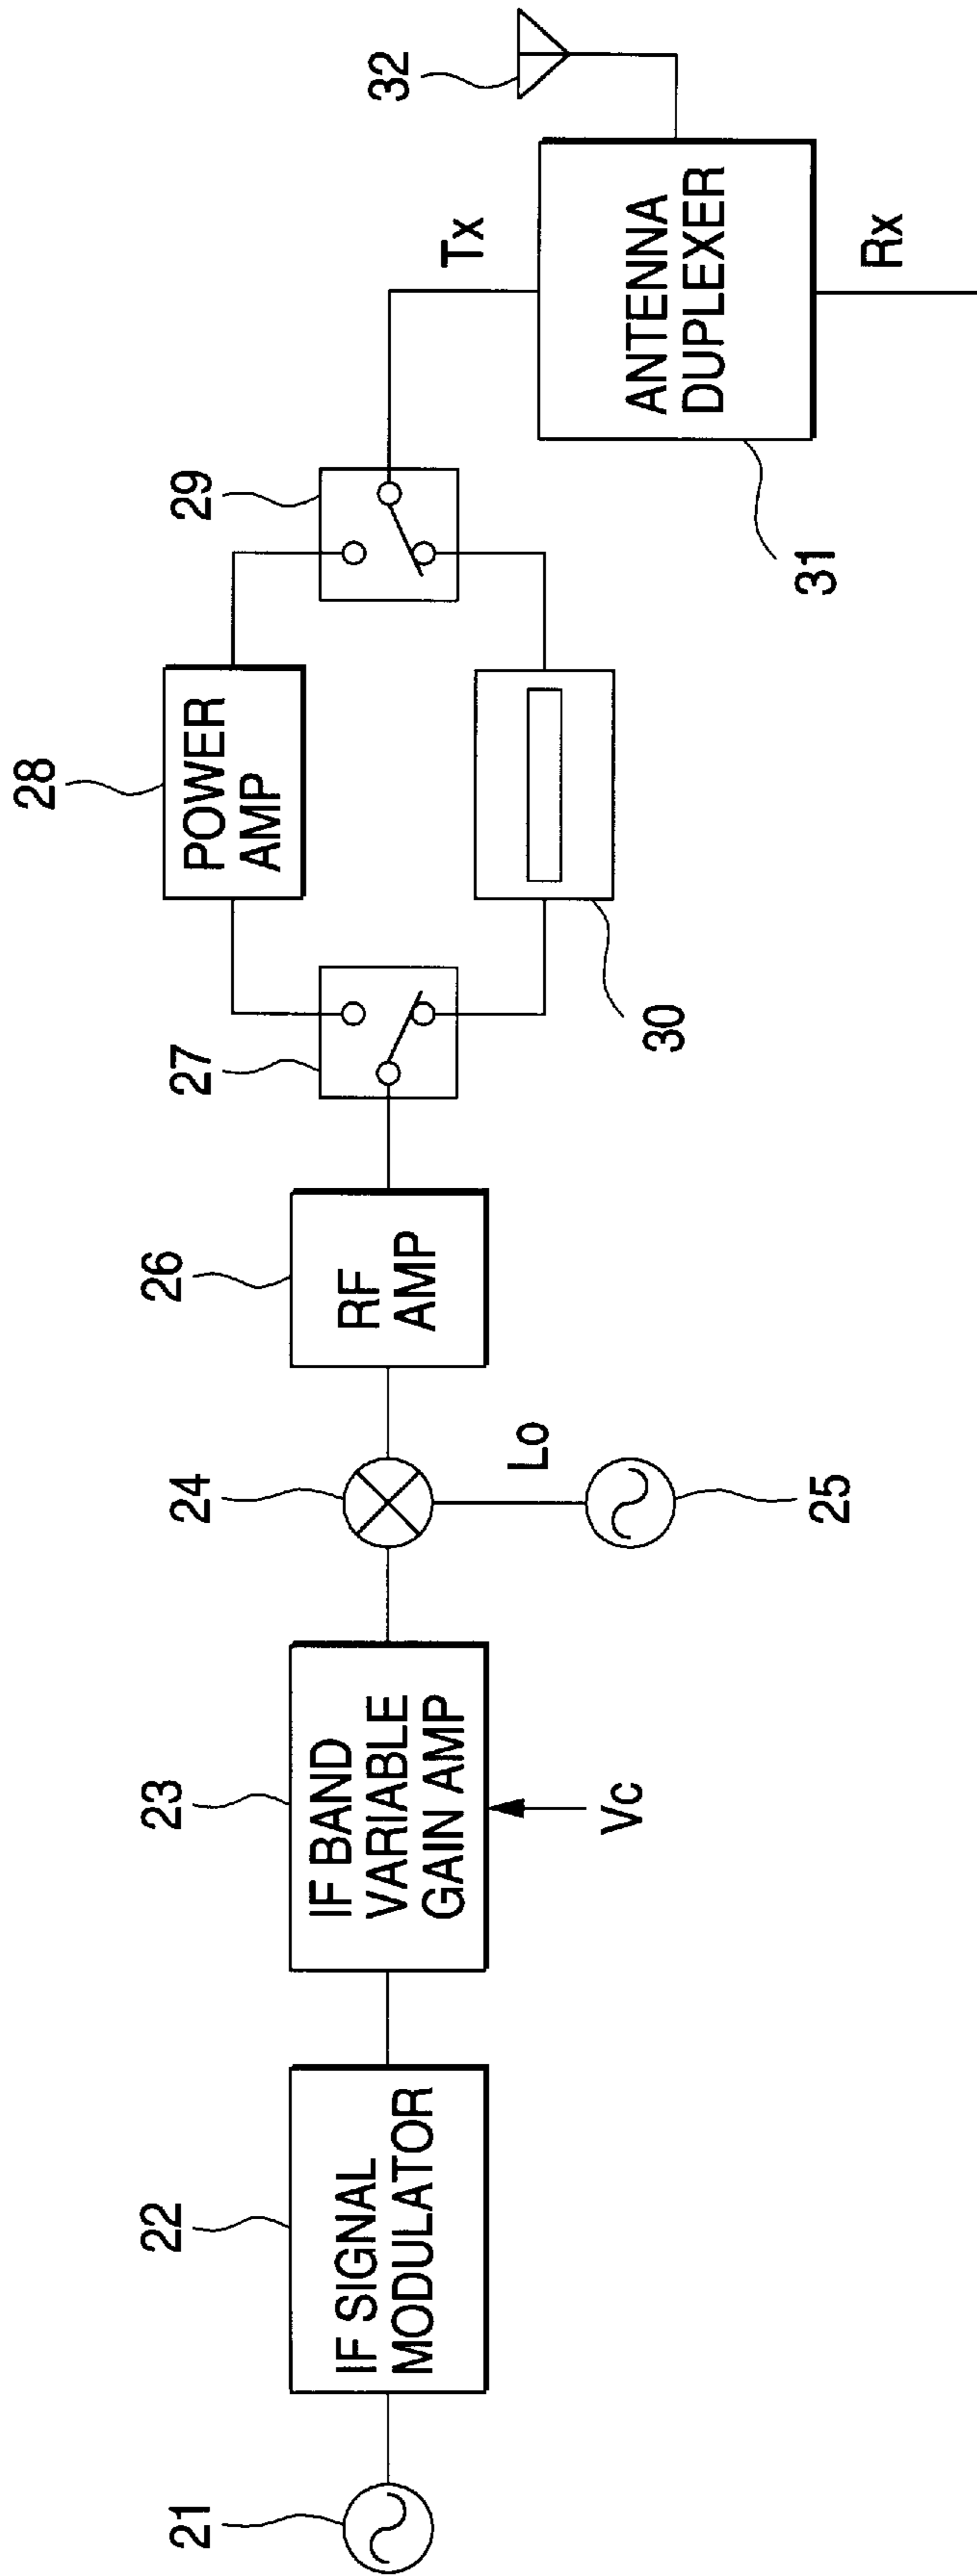 21
22
IF SIGNAL
MODULATOR
23
IF BAND
VARIABLE
GAIN AMP
Vc
24
Lo
25
26
RF
AMP
27
28
POWER
AMP
29
30
Tx
31
ANTENNA
DUPLEXER
32
Rx